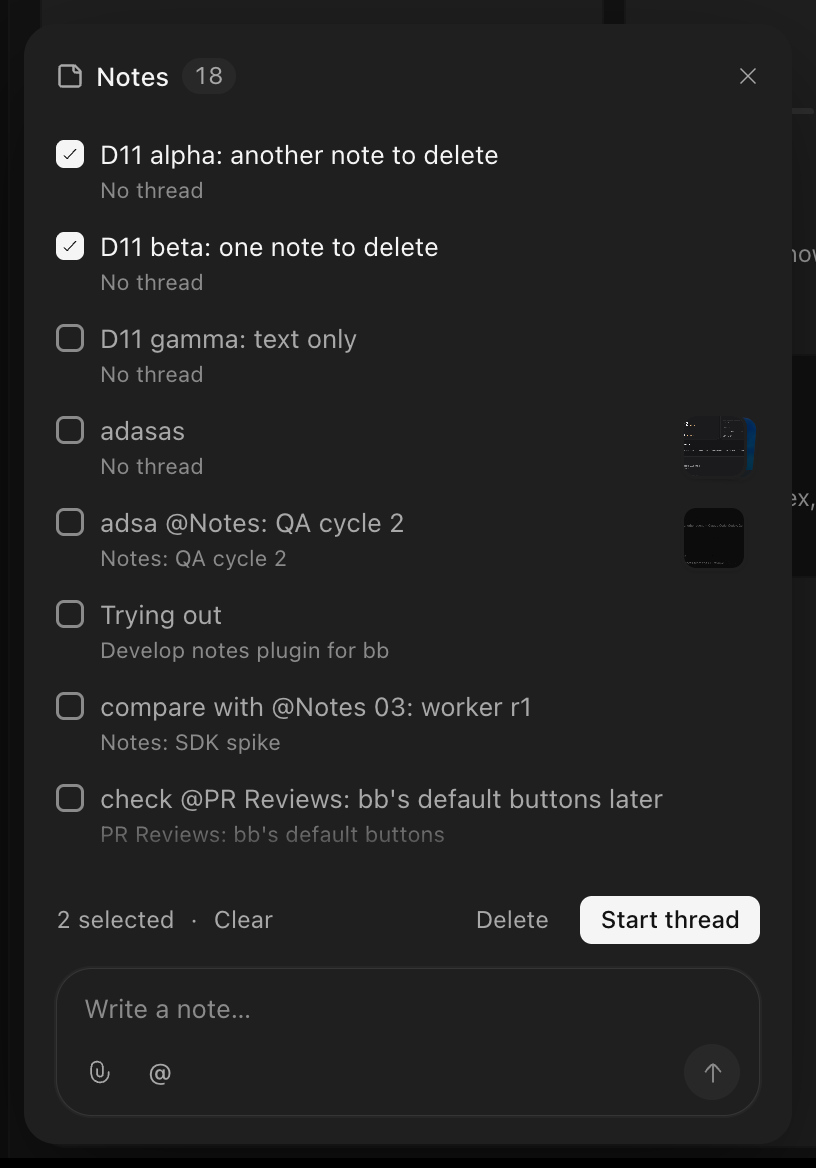 Notes 18
D11 alpha: another note to delete
No thread
D11 beta: one note to delete
No thread
D11 gamma: text only
No thread
adasas
No thread
adsa @Notes: QA cycle 2
Notes: QA cycle 2
Trying out
Develop notes plugin for bb
compare with @Notes 03: worker r1
Notes: SDK spike
check @PR Reviews: bb's default buttons later
PR Reviews: bb's default buttons
2 selected · Clear Delete Start thread
Write a note...
@